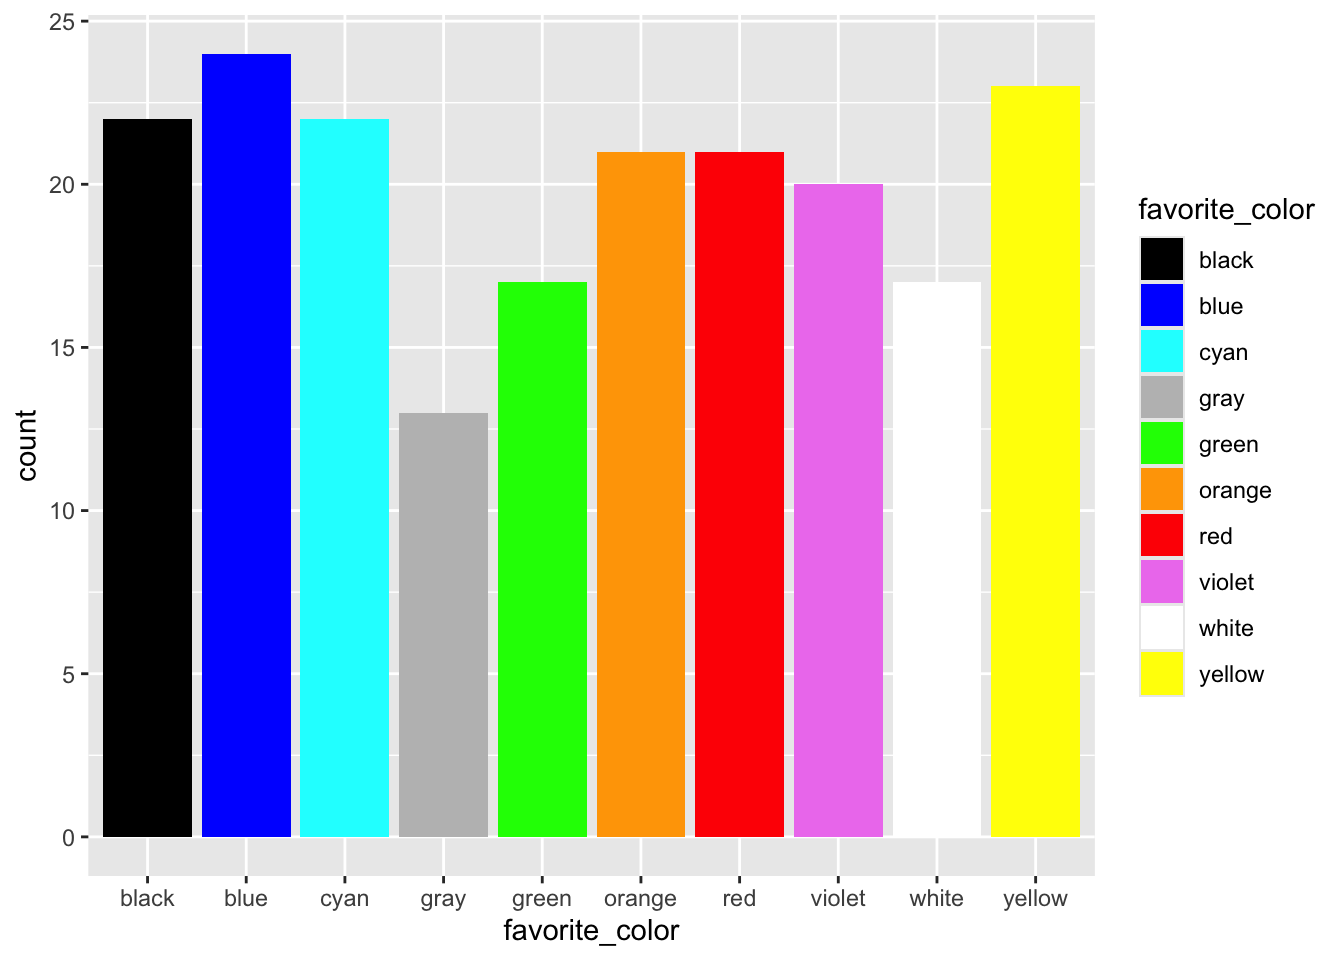 25
20
15
10
5
0
count
black blue cyan gray green orange red violet white yellow
favorite_color
favorite_color
black
blue
cyan
gray
green
orange
red
violet
white
yellow